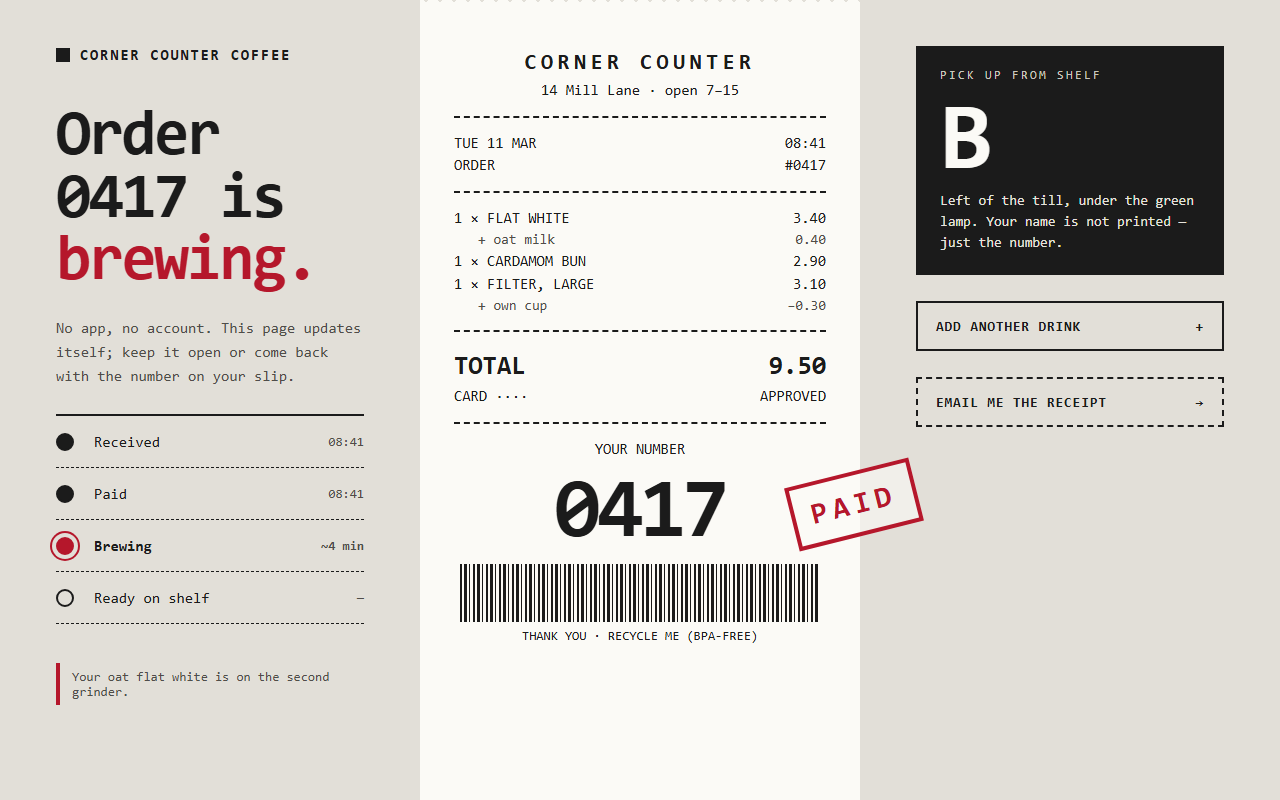 CORNER COUNTER COFFEE
Order
0417 is
brewing.
No app, no account. This page updates
itself; keep it open or come back
with the number on your slip.
Received 08:41
Paid 08:41
Brewing ~4 min
Ready on shelf —
Your oat flat white is on the second
grinder.
CORNER COUNTER
14 Mill Lane · open 7–15
TUE 11 MAR 08:41
ORDER #0417
1 × FLAT WHITE 3.40
+ oat milk 0.40
1 × CARDAMOM BUN 2.90
1 × FILTER, LARGE 3.10
+ own cup −0.30
TOTAL 9.50
CARD ···· APPROVED
YOUR NUMBER
0417
PAID
THANK YOU · RECYCLE ME (BPA-FREE)
PICK UP FROM SHELF
B
Left of the till, under the green
lamp. Your name is not printed —
just the number.
ADD ANOTHER DRINK +
EMAIL ME THE RECEIPT →